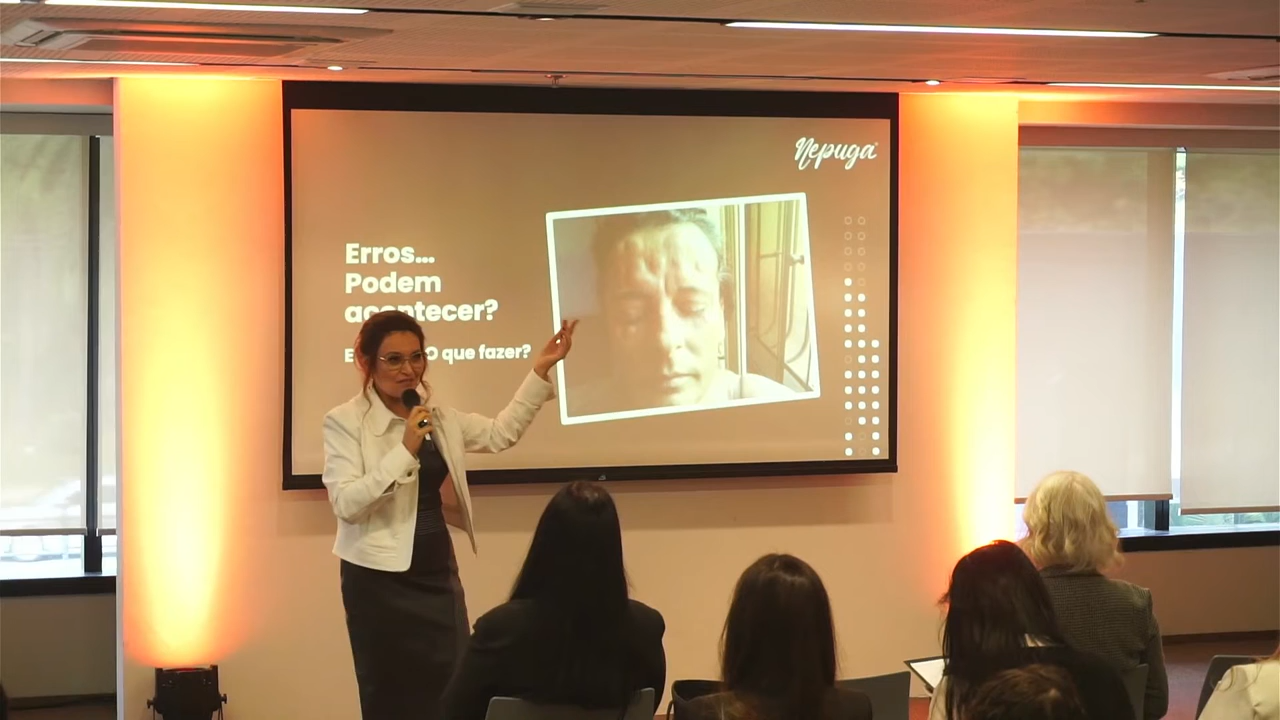 Nepuga
Erros...
Podem
acontecer?
E O que fazer?